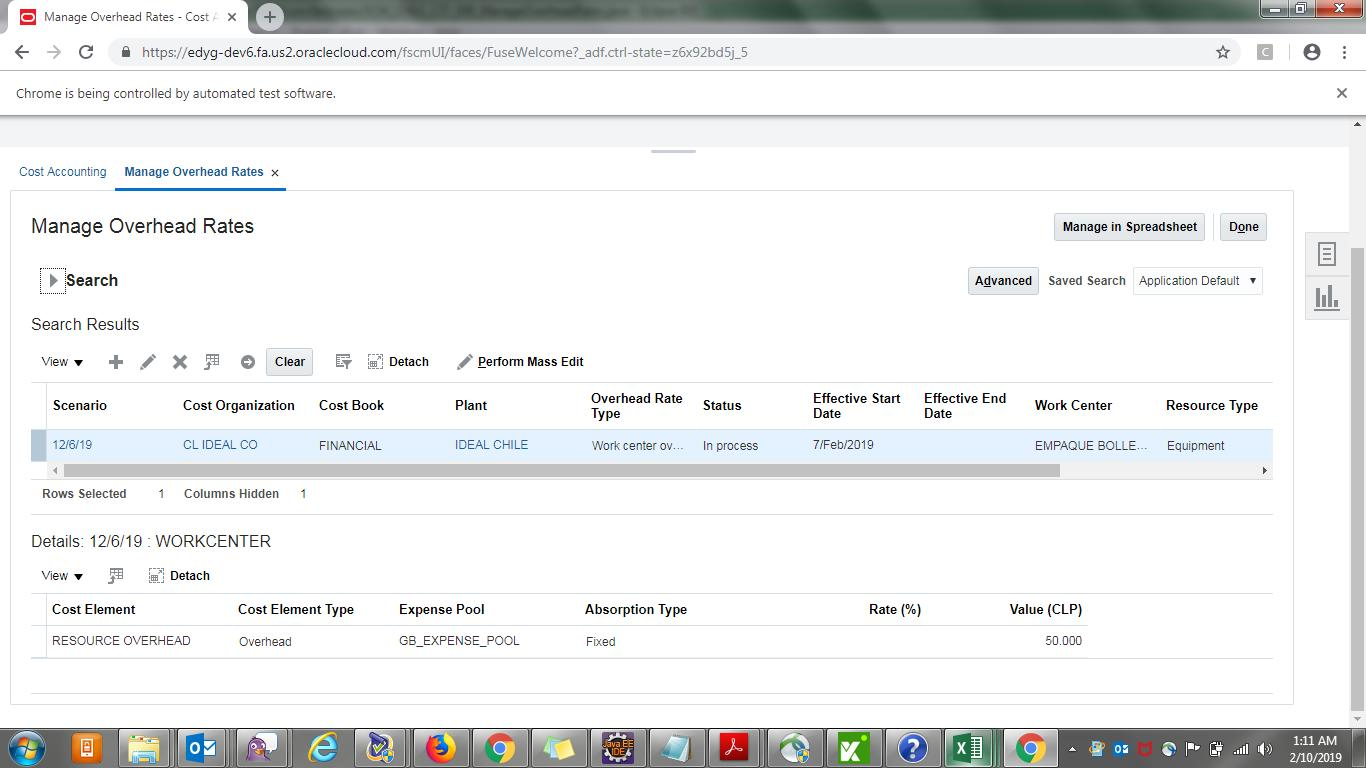 Manage Overhead Rates - Cost A
https://edyg-dev6.fa.us2.oraclecloud.com/fscmUI/faces/FuseWelcome?_adf.ctrl-state=z6x92bd5j_5
Chrome is being controlled by automated test software.
Cost Accounting Manage Overhead Rates
Manage Overhead Rates Manage in Spreadsheet Done
Search Advanced Saved Search Application Default
Search Results
View Clear Detach Perform Mass Edit
Scenario Cost Organization Cost Book Plant Overhead Rate Type Status Effective Start Date Effective End Date Work Center Resource Type
12/6/19 CL IDEAL CO FINANCIAL IDEAL CHILE Work center ov... In process 7/Feb/2019 EMPAQUE BOLLE... Equipment
Rows Selected 1 Columns Hidden 1
Details: 12/6/19 : WORKCENTER
View Detach
Cost Element Cost Element Type Expense Pool Absorption Type Rate (%) Value (CLP)
RESOURCE OVERHEAD Overhead GB_EXPENSE_POOL Fixed 50.000
Java EE
IDE
1:11 AM
2/10/2019